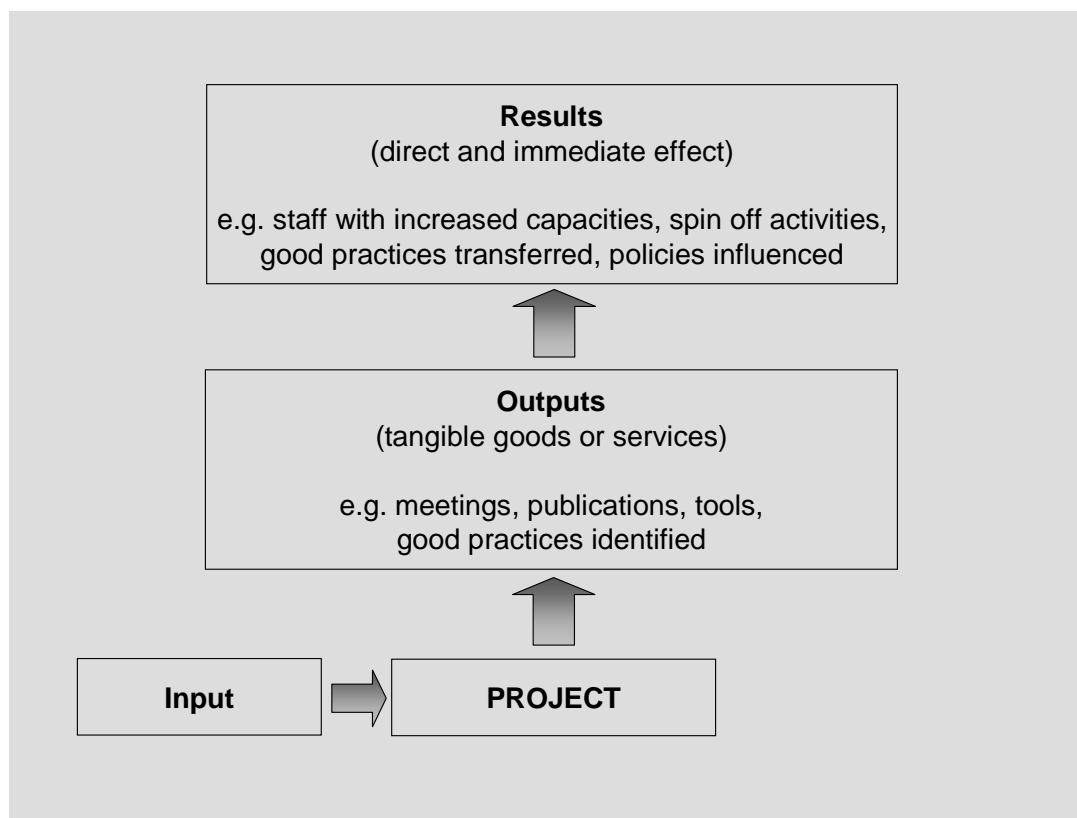 Results
(direct and immediate effect)
e.g. staff with increased capacities, spin off activities,
good practices transferred, policies influenced
Outputs
(tangible goods or services)
e.g. meetings, publications, tools,
good practices identified
Input
PROJECT